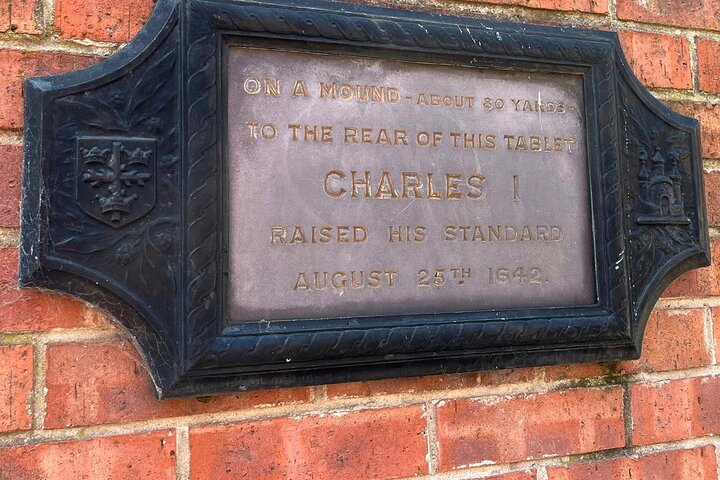 ON A MOUND - ABOUT 80 YARDS -
TO THE REAR OF THIS TABLET
CHARLES I
RAISED HIS STANDARD
AUGUST 25TH 1642.